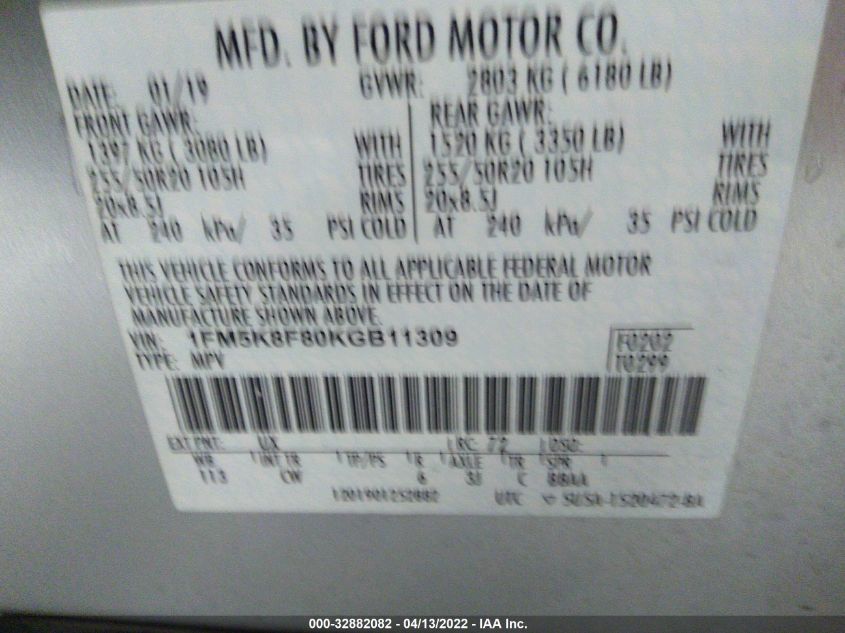 MFD. BY FORD MOTOR CO.
DATE: 01/19 GVWR: 2803 KG ( 6180 LB)
FRONT GAWR: REAR GAWR:
1397 KG ( 3080 LB) WITH 1520 KG ( 3350 LB) WITH
255/50R20 105H TIRES 255/50R20 105H TIRES
20x8.5J RIMS 20x8.5J RIMS
AT 240 kPa/ 35 PSI COLD AT 240 kPa/ 35 PSI COLD
THIS VEHICLE CONFORMS TO ALL APPLICABLE FEDERAL MOTOR
VEHICLE SAFETY STANDARDS IN EFFECT ON THE DATE OF
MANUFACTURE SHOWN ABOVE.
VIN: 1FM5K8F80KGB11309 F0202
TYPE: MPV T0299
EXT PNT: UX RC: 72 DSO:
WB INT TR TP/PS R AXLE TR SPR
113 CW 6 C BBAA
UTC
000-32882082 - 04/13/2022 - IAA Inc.